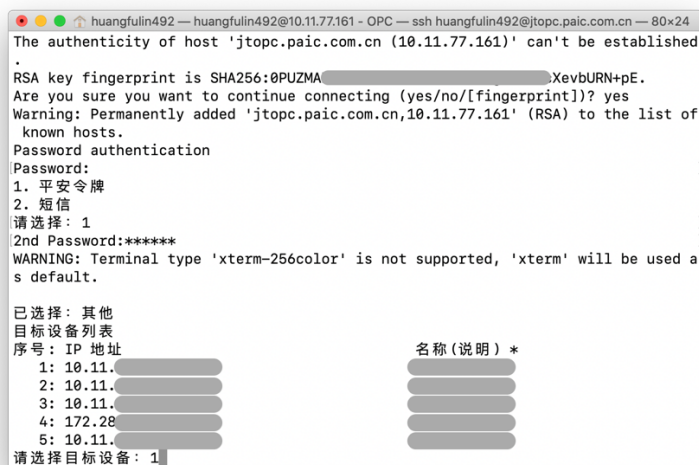 huangfulin492 — huangfulin492@10.11.77.161 - OPC — ssh huangfulin492@jtopc.paic.com.cn — 80×24
The authenticity of host 'jtopc.paic.com.cn (10.11.77.161)' can't be established
.
RSA key fingerprint is SHA256:0PUZMA XevbURN+pE.
Are you sure you want to continue connecting (yes/no/[fingerprint])? yes
Warning: Permanently added 'jtopc.paic.com.cn,10.11.77.161' (RSA) to the list of
known hosts.
Password authentication
Password:
1. 平安令牌
2. 短信
请选择: 1
2nd Password:******
WARNING: Terminal type 'xterm-256color' is not supported, 'xterm' will be used a
s default.
已选择: 其他
目标设备列表
序号: IP 地址 名称(说明) *
1: 10.11.
2: 10.11.
3: 10.11.
4: 172.28
5: 10.11.
请选择目标设备: 1